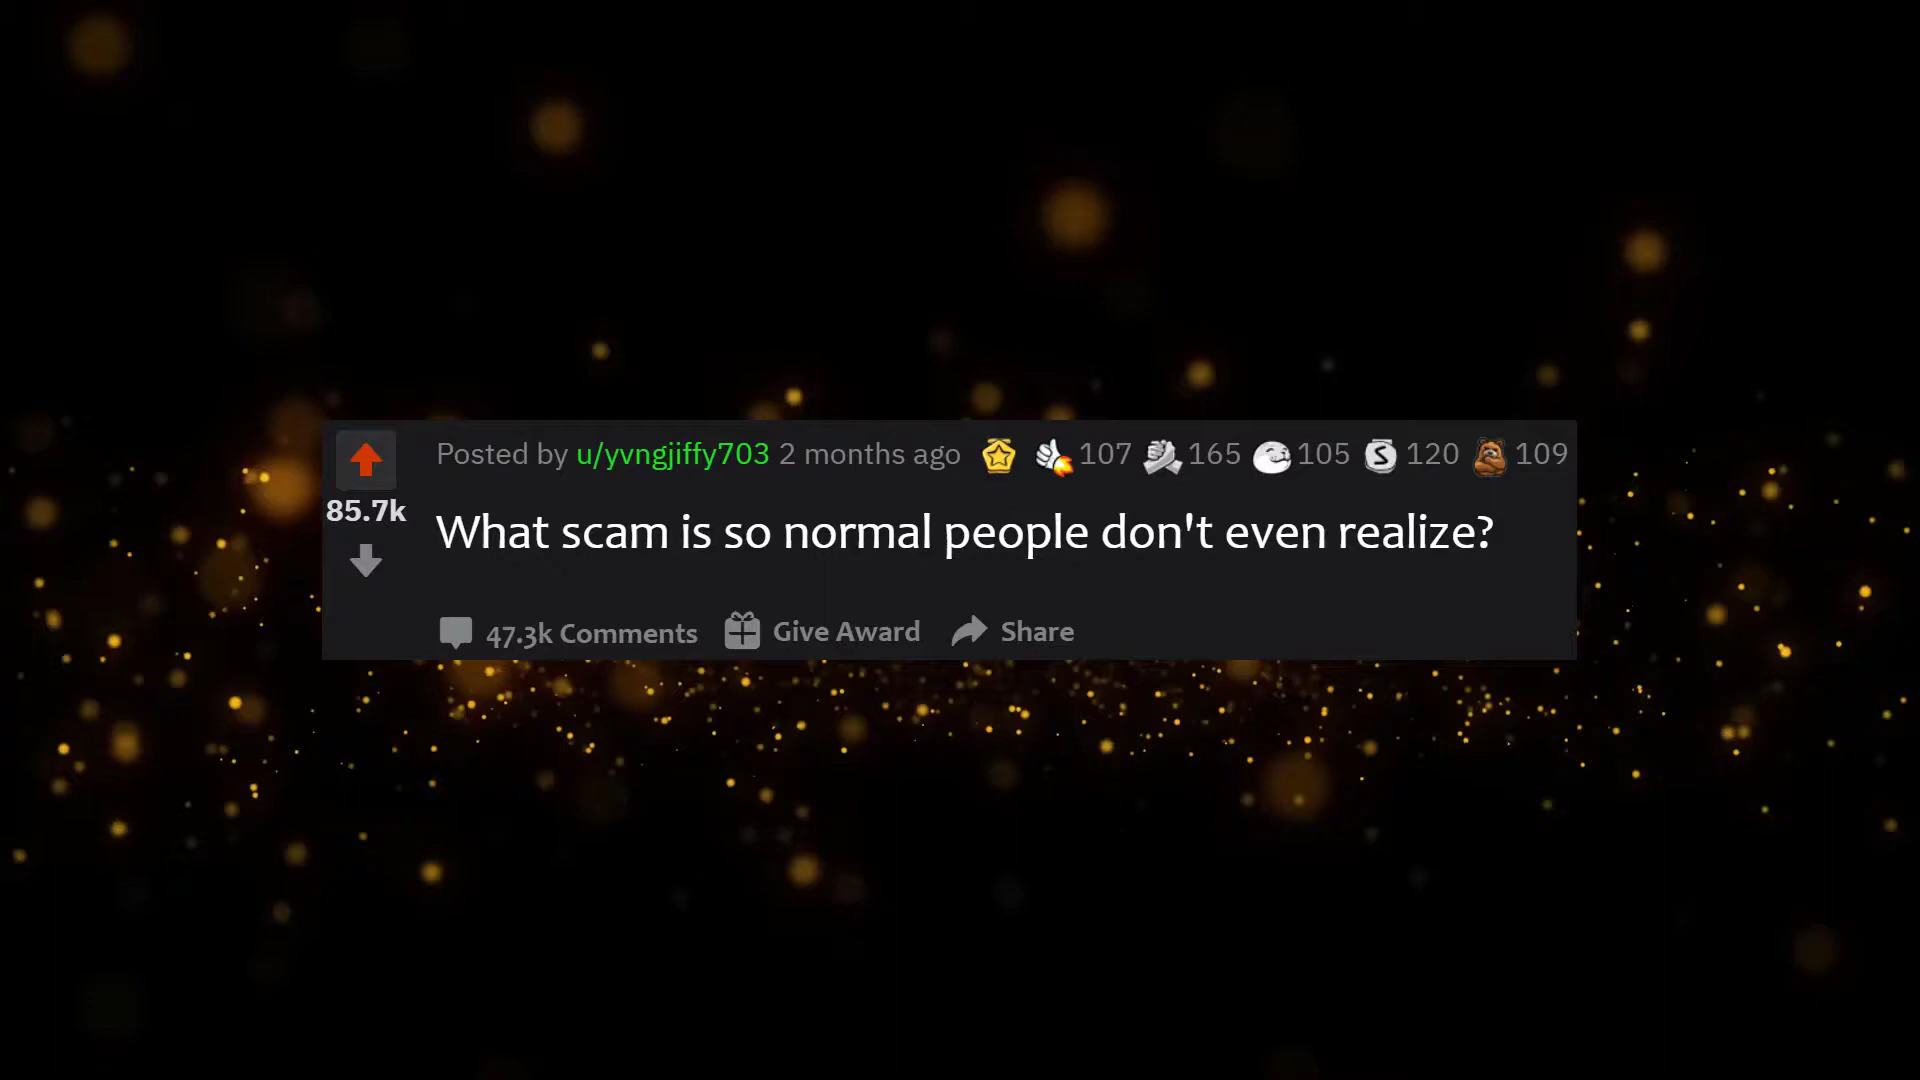 Posted by u/yvngjiffy703 2 months ago 107 165 105 S 120 109
85.7k
What scam is so normal people don't even realize?
47.3k Comments Give Award Share